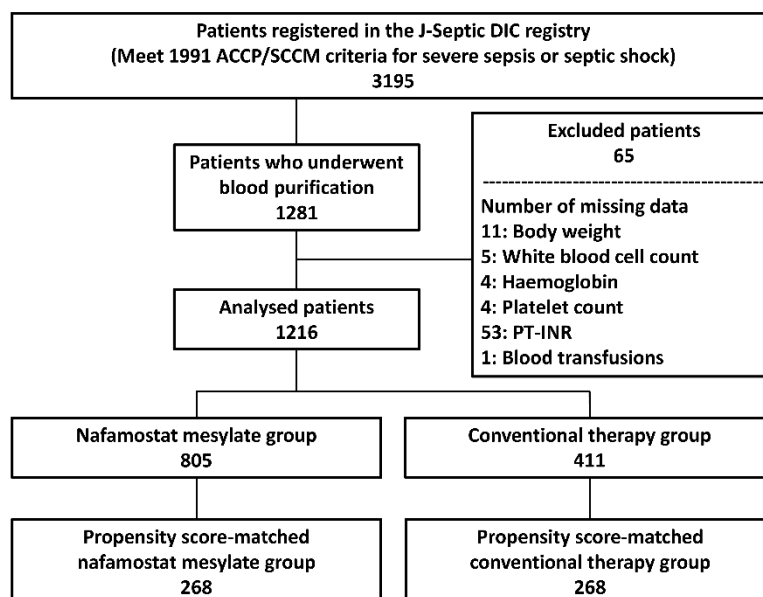 Patients registered in the J-Septic DIC registry
(Meet 1991 ACCP/SCCM criteria for severe sepsis or septic shock)
3195
Patients who underwent
blood purification
1281
Excluded patients
65
Number of missing data
11: Body weight
5: White blood cell count
4: Haemoglobin
4: Platelet count
53: PT-INR
1: Blood transfusions
Analysed patients
1216
Nafamostat mesylate group
805
Conventional therapy group
411
Propensity score-matched
nafamostat mesylate group
268
Propensity score-matched
conventional therapy group
268